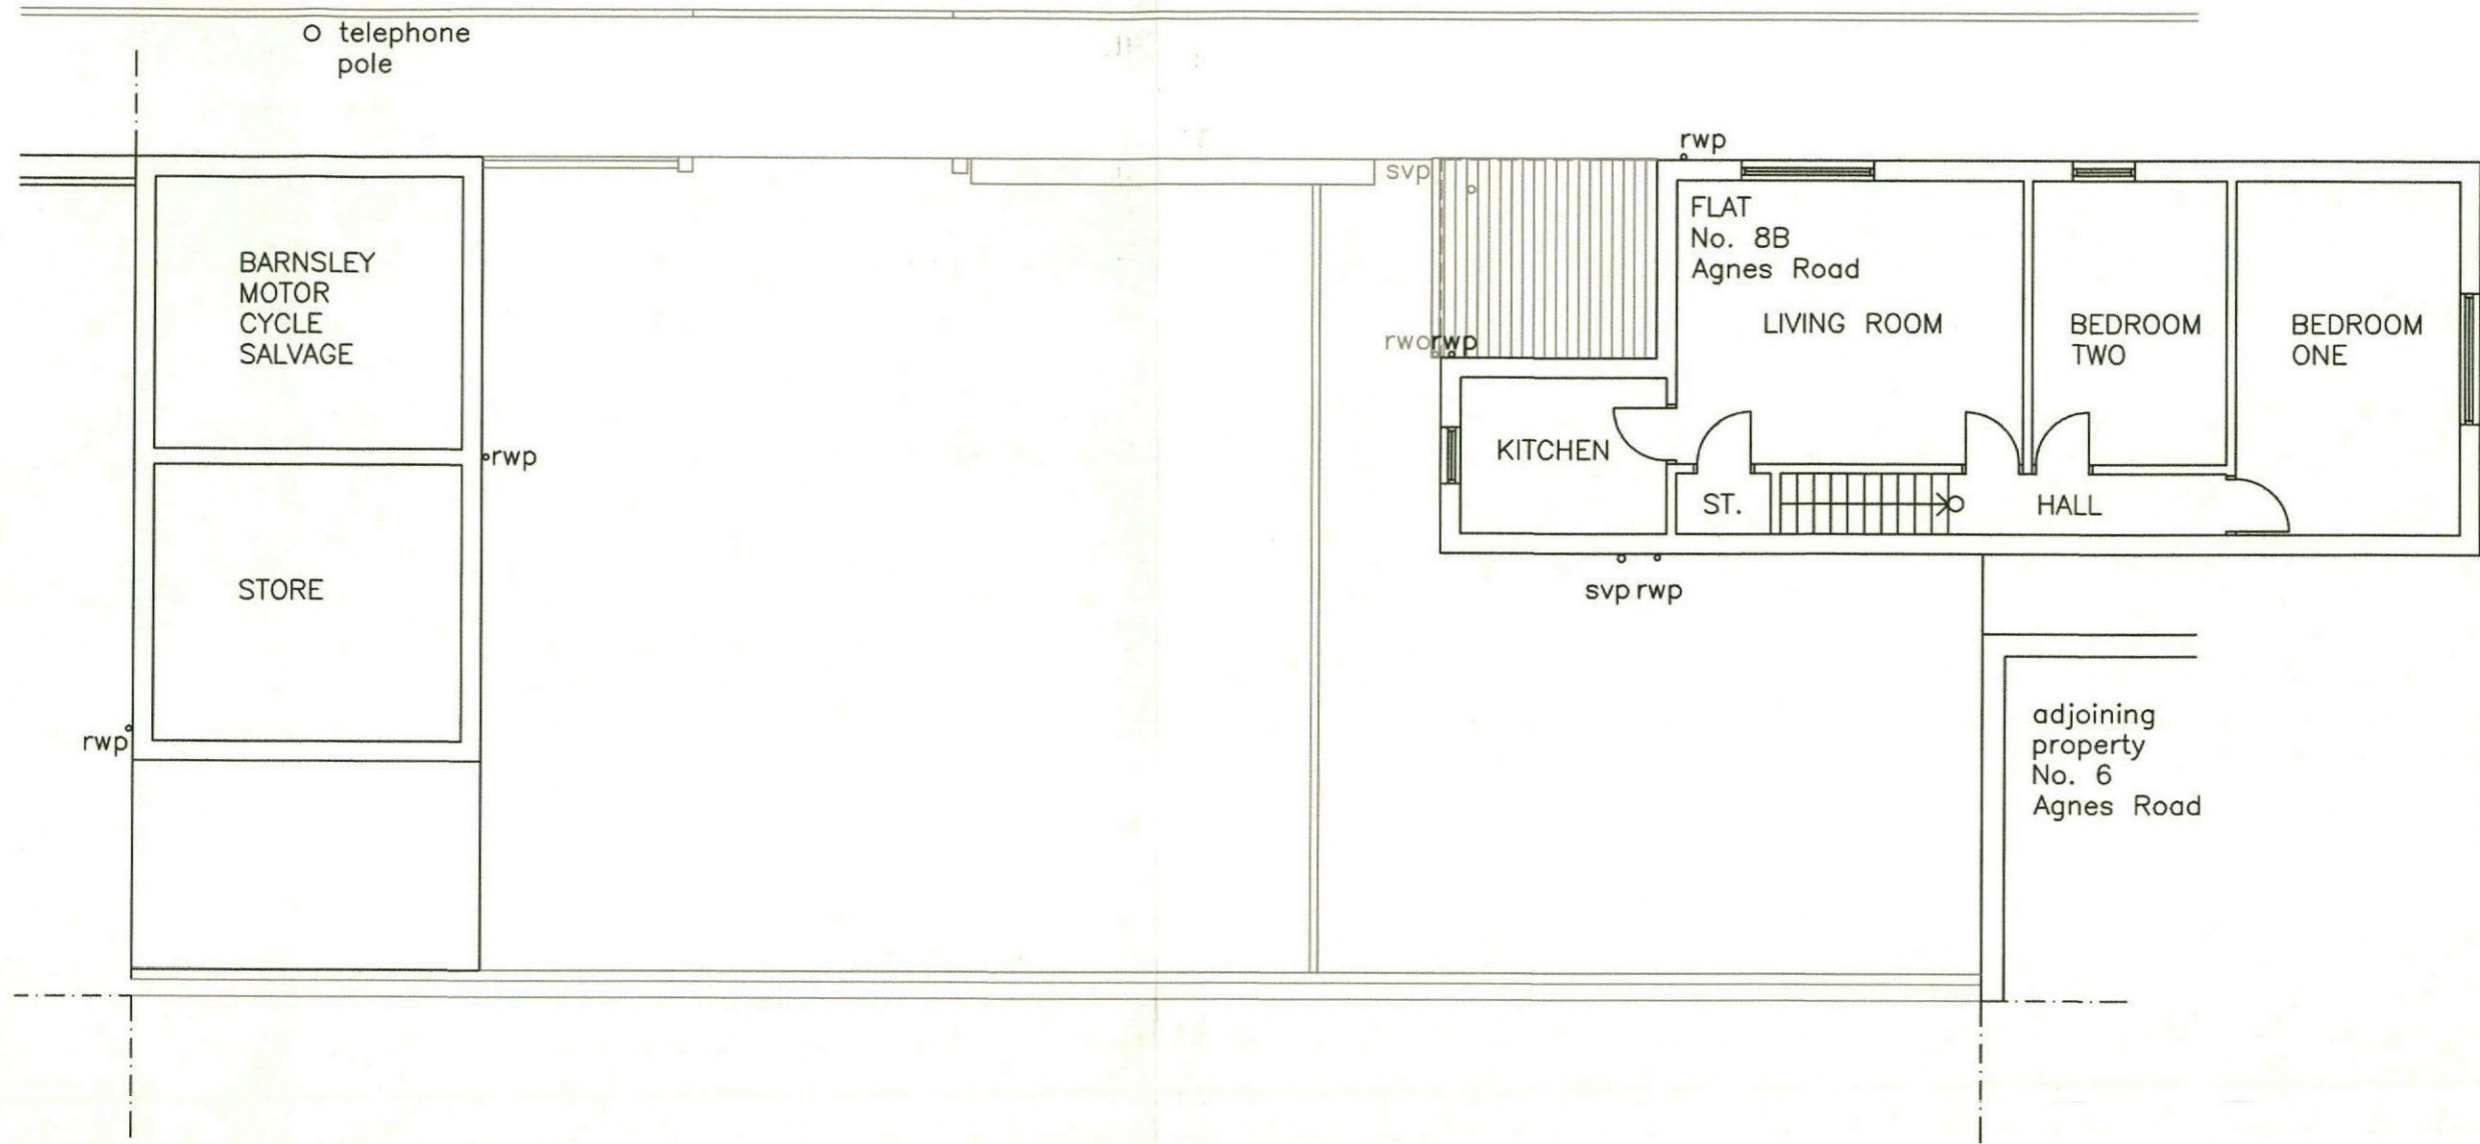 telephone
pole
rwp
svp
FLAT
No. 8B
Agnes Road
BARNSLEY
MOTOR
CYCLE
SALVAGE
LIVING ROOM
BEDROOM
TWO
BEDROOM
ONE
rwo
rwp
KITCHEN
rwp
ST.
HALL
STORE
svp rwp
rwp
adjoining
property
No. 6
Agnes Road